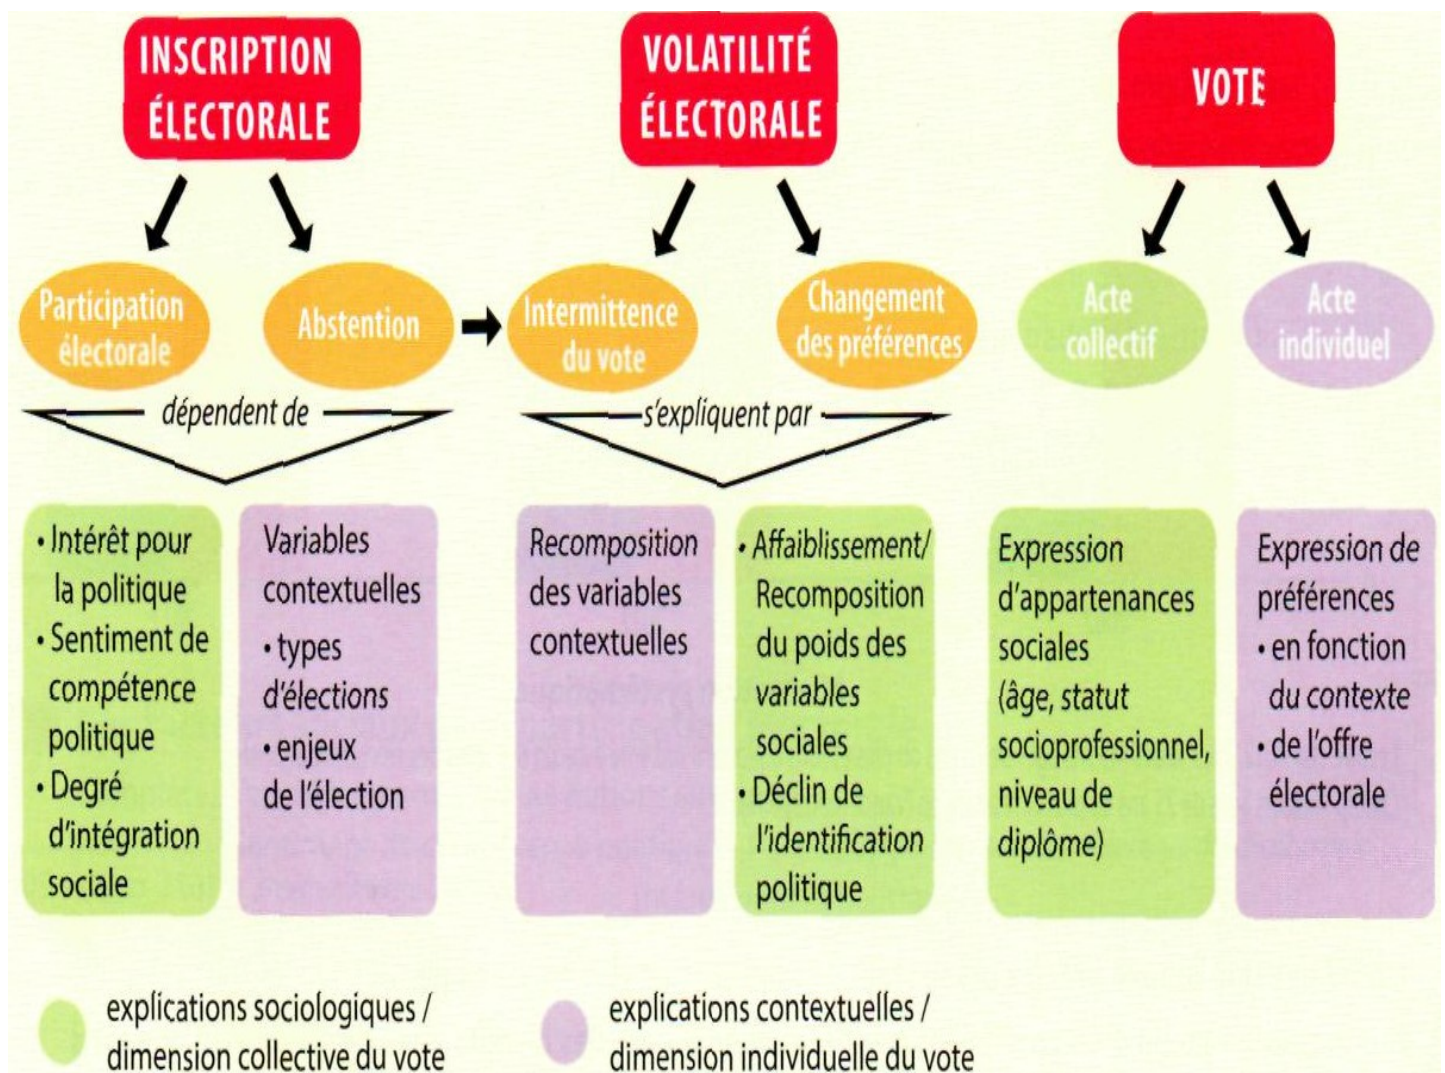 INSCRIPTION
ÉLECTORALE
VOLATILITÉ
ÉLECTORALE
VOTE
Participation
électorale
Abstention
Intermittence
du vote
Changement
des préférences
Acte
collectif
Acte
individuel
dépendent de
s'expliquent par
• Intérêt pour
la politique
• Sentiment de
compétence
politique
• Degré
d'intégration
sociale
Variables
contextuelles
• types
d'élections
• enjeux
de l'élection
Recomposition
des variables
contextuelles
• Affaiblissement/
Recomposition
du poids des
variables
sociales
• Déclin de
l'identification
politique
Expression
d'appartenances
sociales
(âge, statut
socioprofessionnel,
niveau de
diplôme)
Expression de
préférences
• en fonction
du contexte
• de l'offre
électorale
explications sociologiques /
dimension collective du vote
explications contextuelles /
dimension individuelle du vote